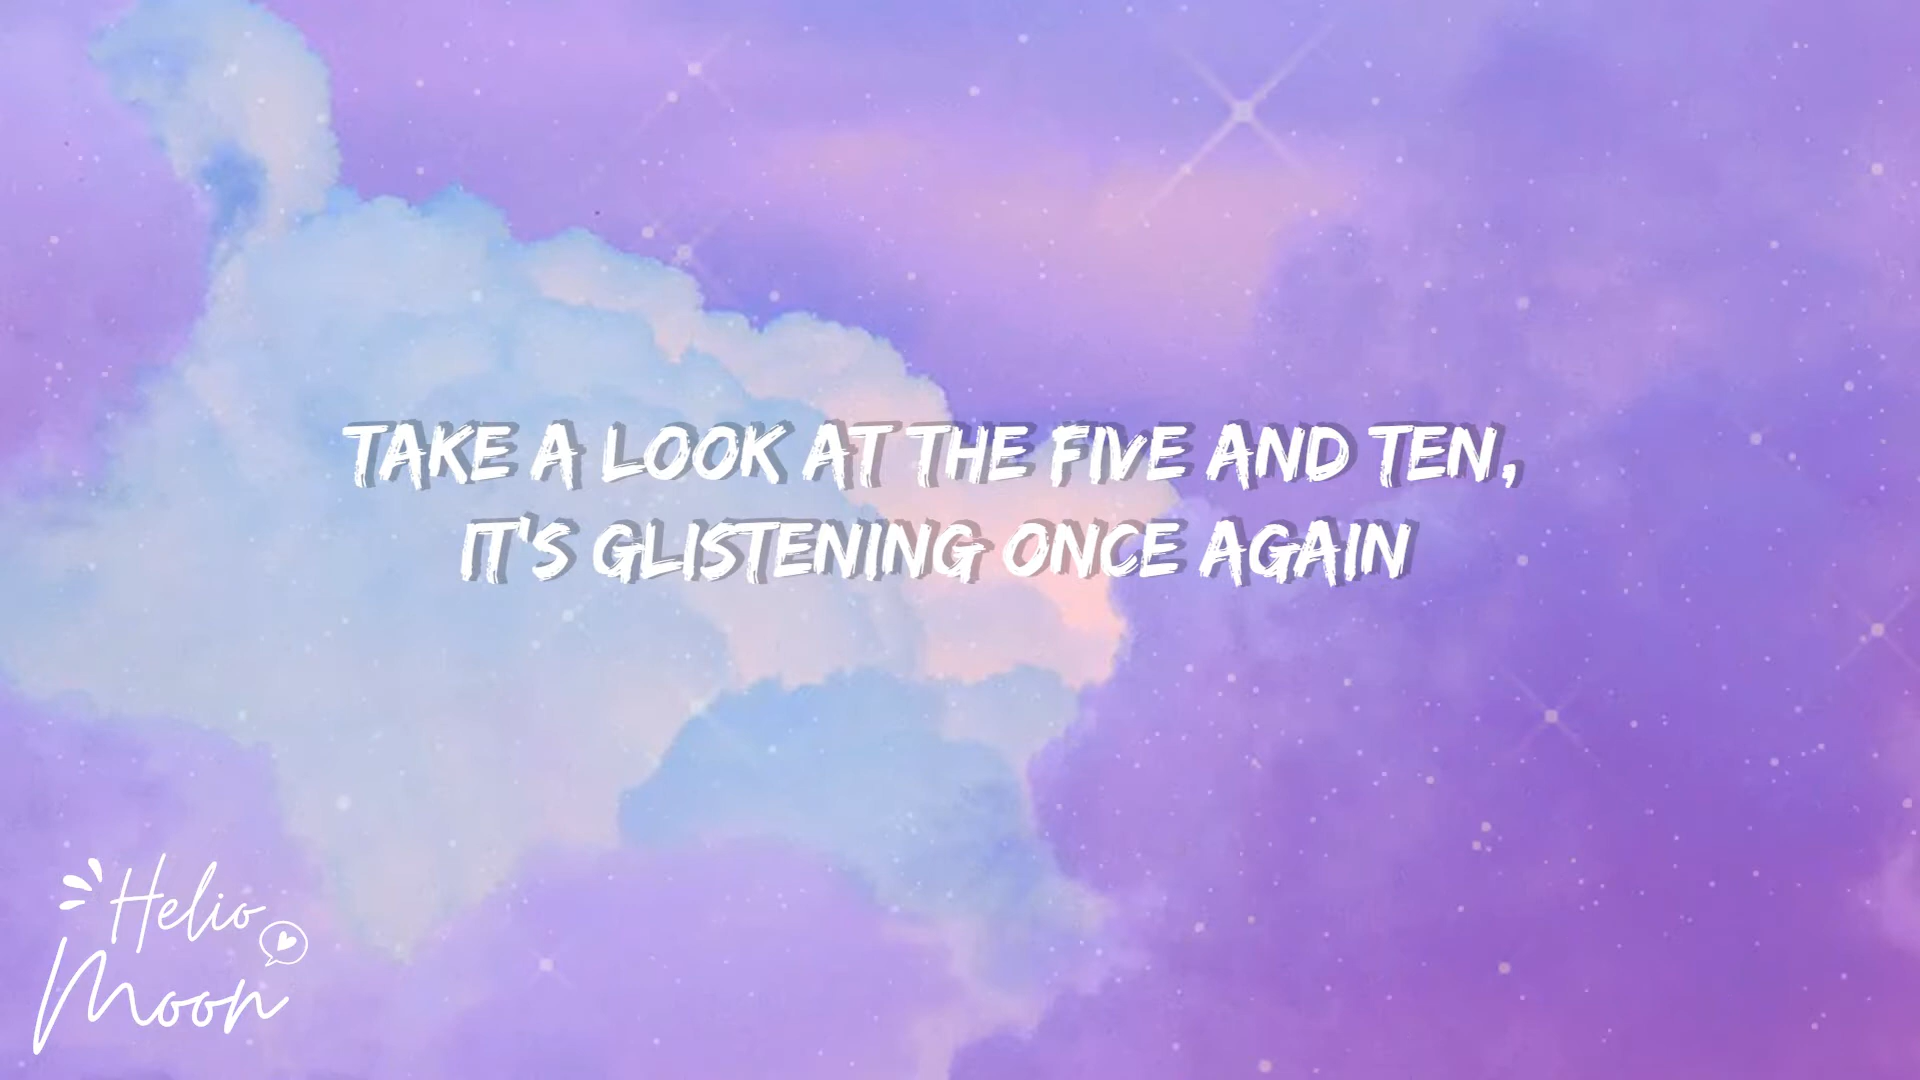 TAKE A LOOK AT THE FIVE AND TEN,
IT'S GLISTENING ONCE AGAIN
Helio
Moon